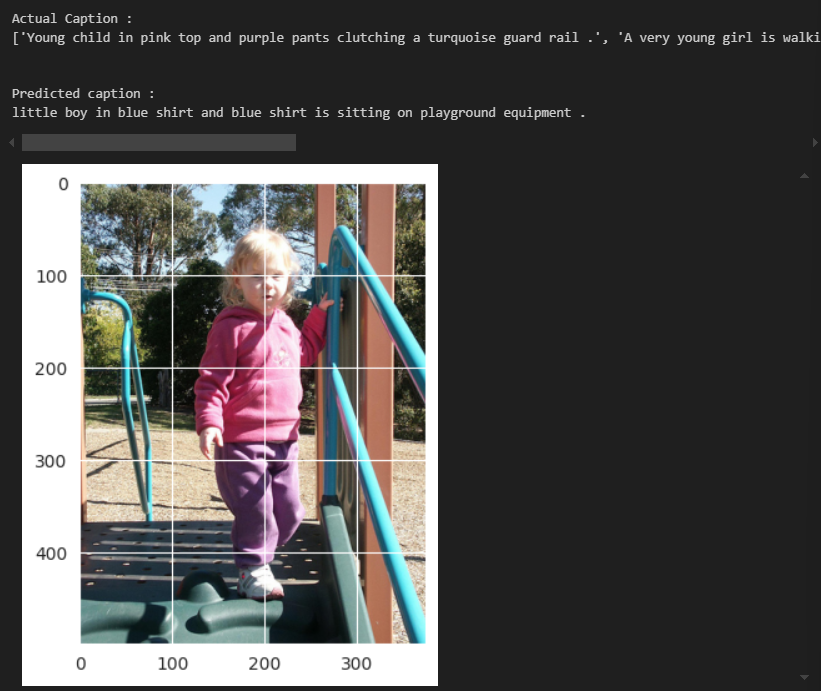 Actual Caption :
['Young child in pink top and purple pants clutching a turquoise guard rail .', 'A very young girl is walki
Predicted caption :
little boy in blue shirt and blue shirt is sitting on playground equipment .
0
100
200
300
400
0 100 200 300